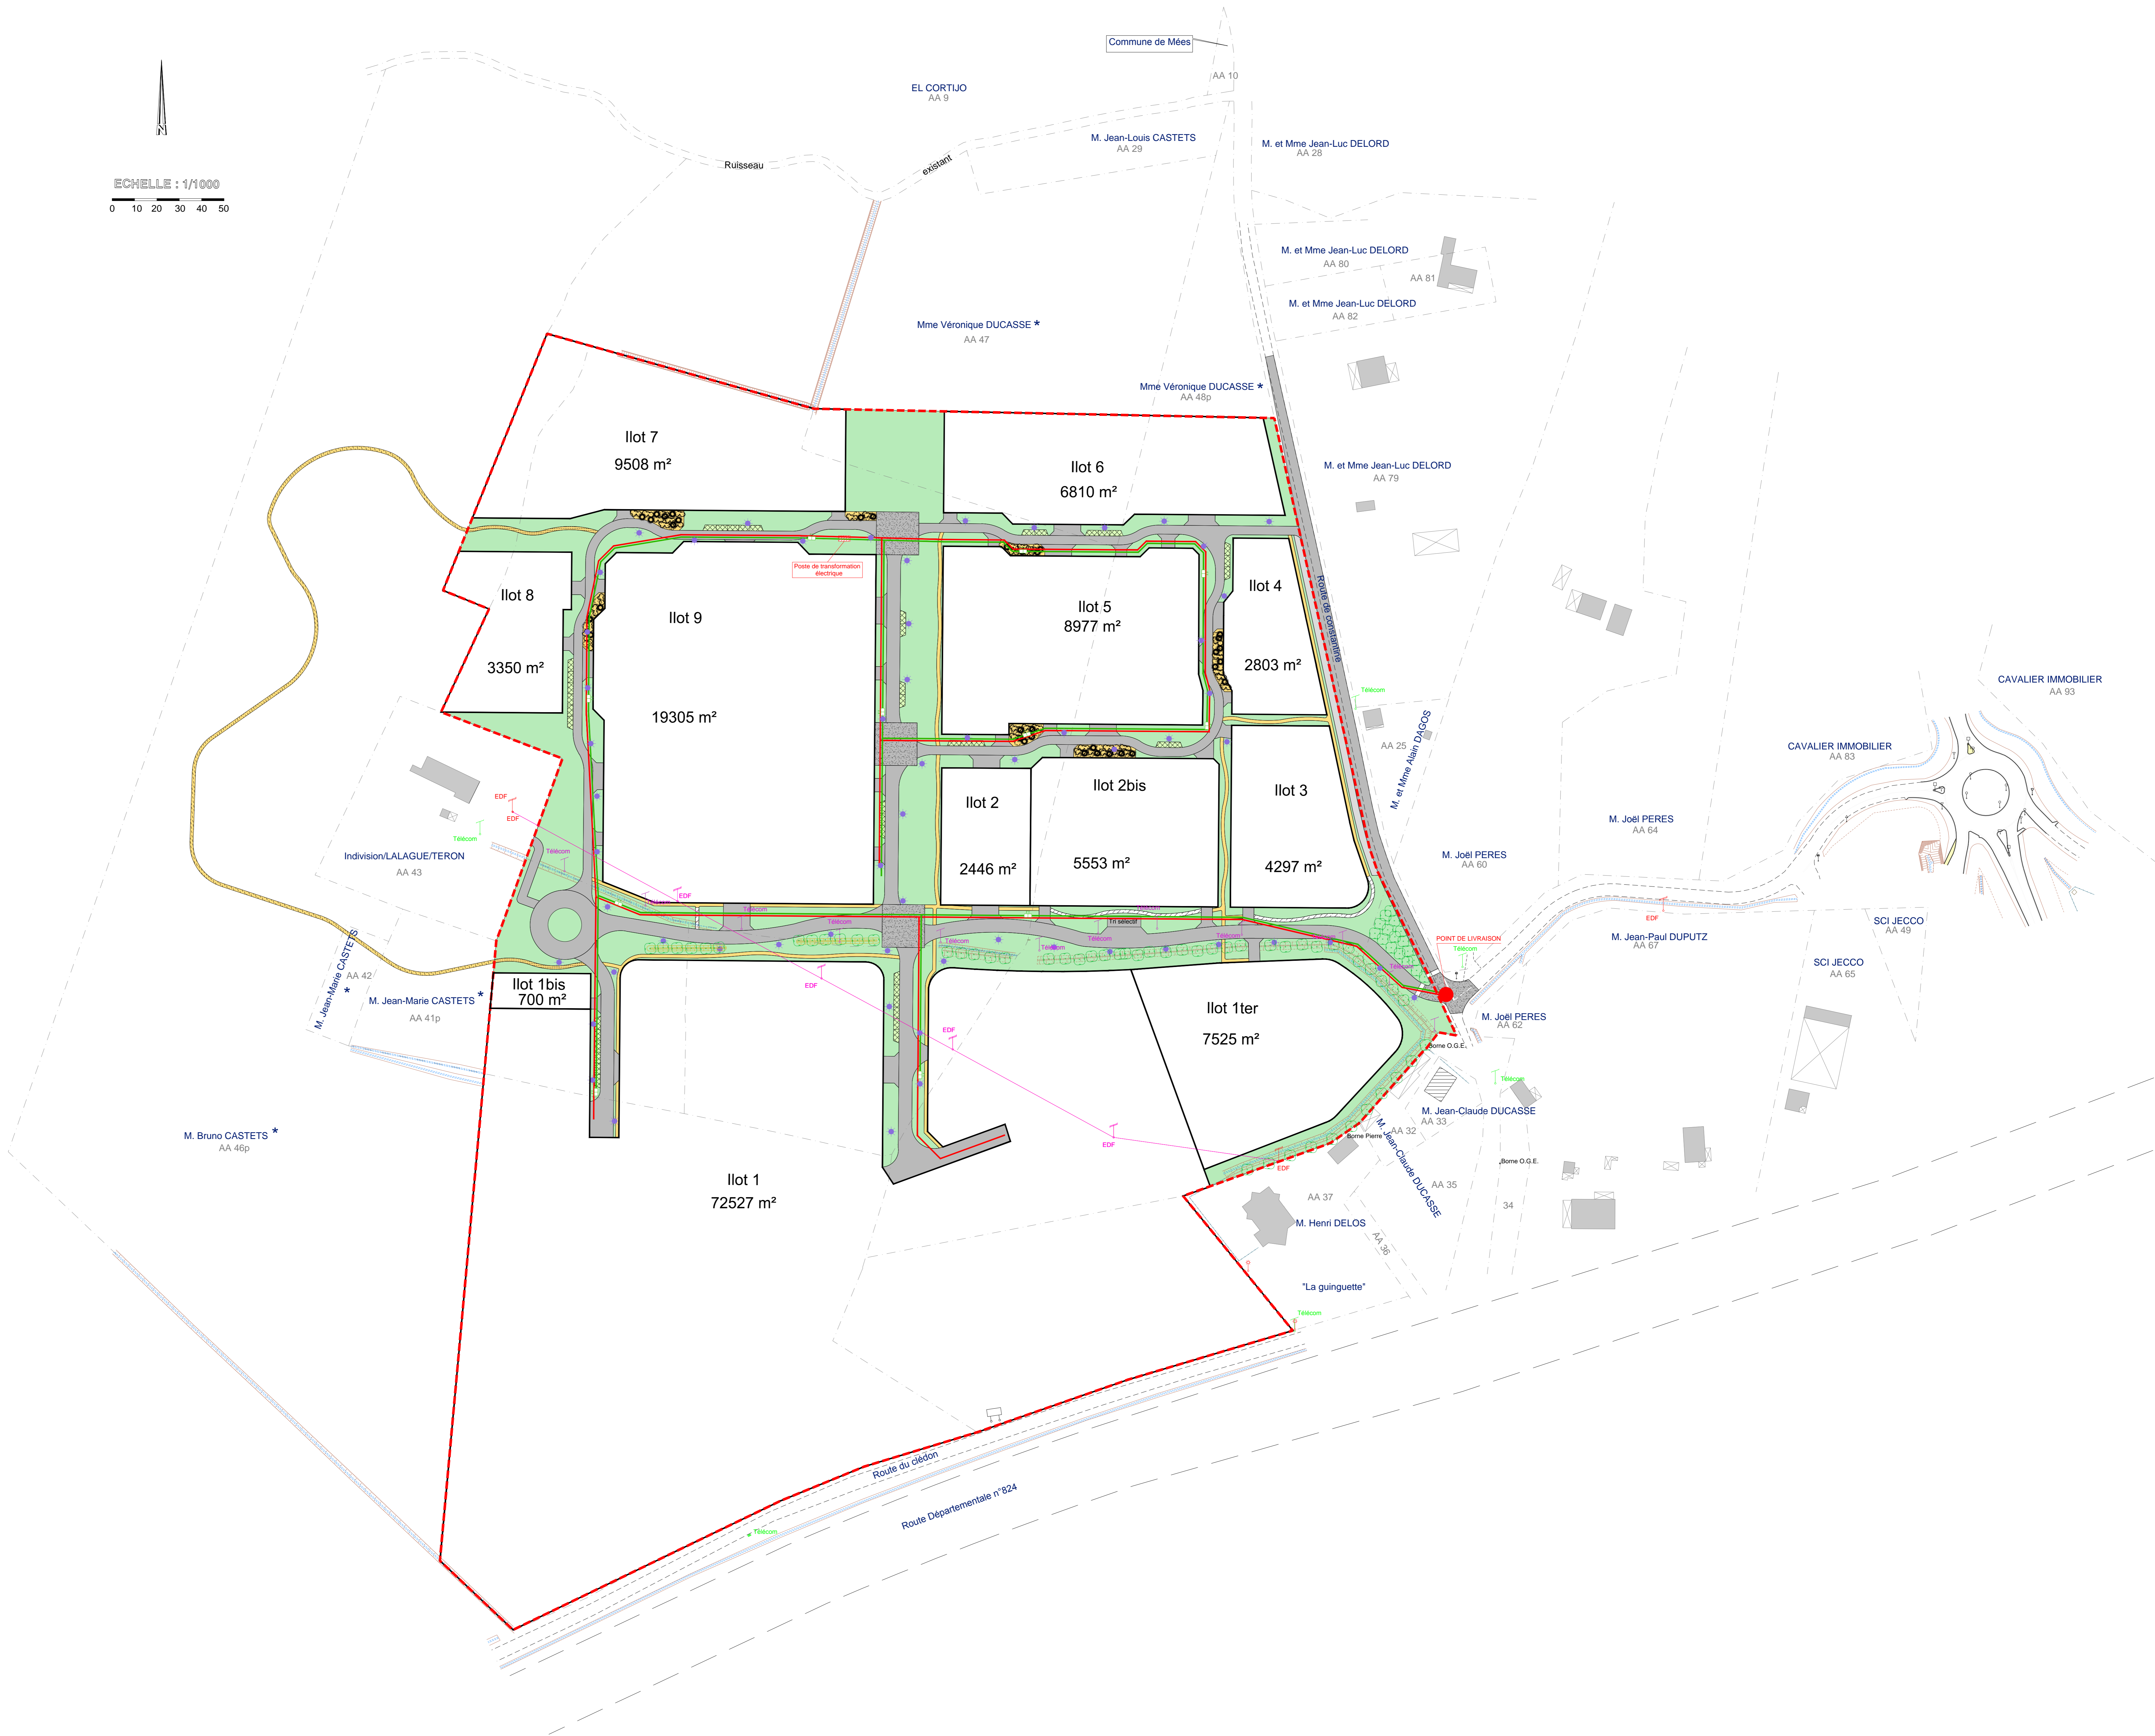 Commune de Mées
AA 10
EL CORTIJO
AA 9
M. Jean-Louis CASTETS
AA 29
M. et Mme Jean-Luc DELORD
AA 28
Ruisseau
existant
N
ECHELLE : 1/1000
0 10 20 30 40 50
M. et Mme Jean-Luc DELORD
AA 80
AA 81
M. et Mme Jean-Luc DELORD
AA 82
Mme Véronique DUCASSE *
AA 47
Mme Véronique DUCASSE *
AA 48p
Ilot 7
9508 m²
Ilot 6
6810 m²
M. et Mme Jean-Luc DELORD
AA 79
Poste de transformation
électrique
Ilot 8
3350 m²
Ilot 9
19305 m²
Ilot 5
8977 m²
Ilot 4
2803 m²
Route de constantine
Télécom
AA 25
M. et Mme Alain DAGOS
CAVALIER IMMOBILIER
AA 93
CAVALIER IMMOBILIER
AA 83
Ilot 2
2446 m²
Ilot 2bis
5553 m²
Ilot 3
4297 m²
M. Joël PERES
AA 64
M. Joël PERES
AA 60
EDF
EDF
Télécom
Télécom
Indivision/LALAGUE/TERON
AA 43
EDF
Télécom
Télécom
Télécom
Télécom
Tri sélectif
Télécom
Télécom
Télécom
Télécom
Télécom
Télécom
EDF
SCI JECCO
AA 49
M. Jean-Paul DUPUTZ
AA 67
SCI JECCO
AA 65
POINT DE LIVRAISON
Télécom
M. Jean-Marie CASTETS
*
AA 42
M. Jean-Marie CASTETS *
AA 41p
Ilot 1bis
700 m²
EDF
EDF
Ilot 1ter
7525 m²
M. Joël PERES
AA 62
Borne O.G.E.
Télécom
M. Jean-Claude DUCASSE
AA 33
AA 32
Borne Pierre
M. Jean-Claude DUCASSE
EDF
EDF
Borne O.G.E.
M. Bruno CASTETS *
AA 46p
Ilot 1
72527 m²
AA 35
34
AA 37
M. Henri DELOS
AA 36
"La guinguette"
Télécom
Route du clédon
Route Départementale n°824
Télécom